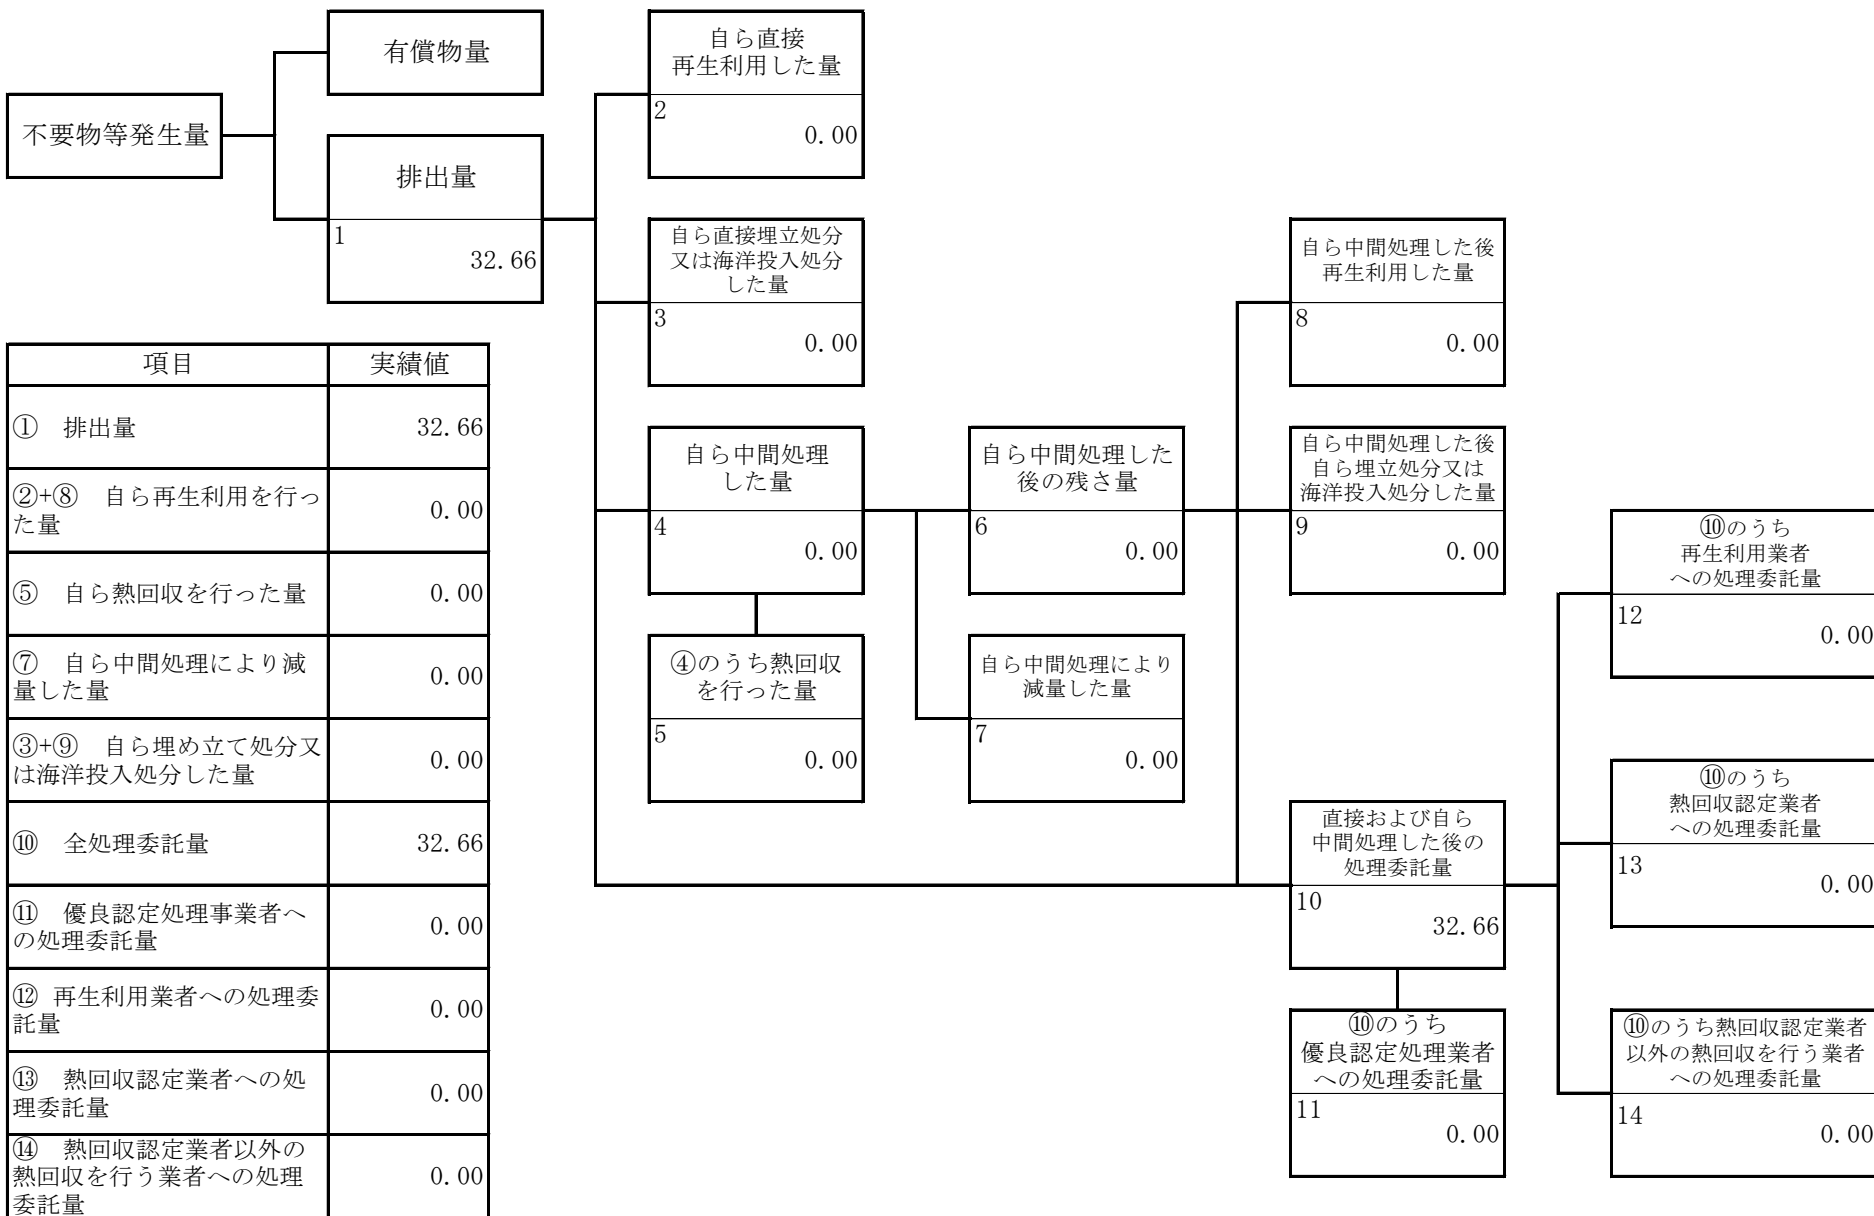 不要物等発生量
有償物量
排出量
1
32.66
自ら直接
再生利用した量
2
0.00
自ら直接埋立処分
又は海洋投入処分
した量
3
0.00
自ら中間処理
した量
4
0.00
④のうち熱回収
を行った量
5
0.00
自ら中間処理した
後の残さ量
6
0.00
自ら中間処理により
減量した量
7
0.00
自ら中間処理した後
再生利用した量
8
0.00
自ら中間処理した後
自ら埋立処分又は
海洋投入処分した量
9
0.00
直接および自ら
中間処理した後の
処理委託量
10
32.66
⑩のうち
優良認定処理業者
への処理委託量
11
0.00
⑩のうち
再生利用業者
への処理委託量
12
0.00
⑩のうち
熱回収認定業者
への処理委託量
13
0.00
⑩のうち熱回収認定業者
以外の熱回収を行う業者
への処理委託量
14
0.00
項目 実績値
① 排出量 32.66
②+⑧ 自ら再生利用を行っ
た量 0.00
⑤ 自ら熱回収を行った量 0.00
⑦ 自ら中間処理により減
量した量 0.00
③+⑨ 自ら埋め立て処分又
は海洋投入処分した量 0.00
⑩ 全処理委託量 32.66
⑪ 優良認定処理事業者へ
の処理委託量 0.00
⑫ 再生利用業者への処理委
託量 0.00
⑬ 熱回収認定業者への処
理委託量 0.00
⑭ 熱回収認定業者以外の
熱回収を行う業者への処理
委託量 0.00